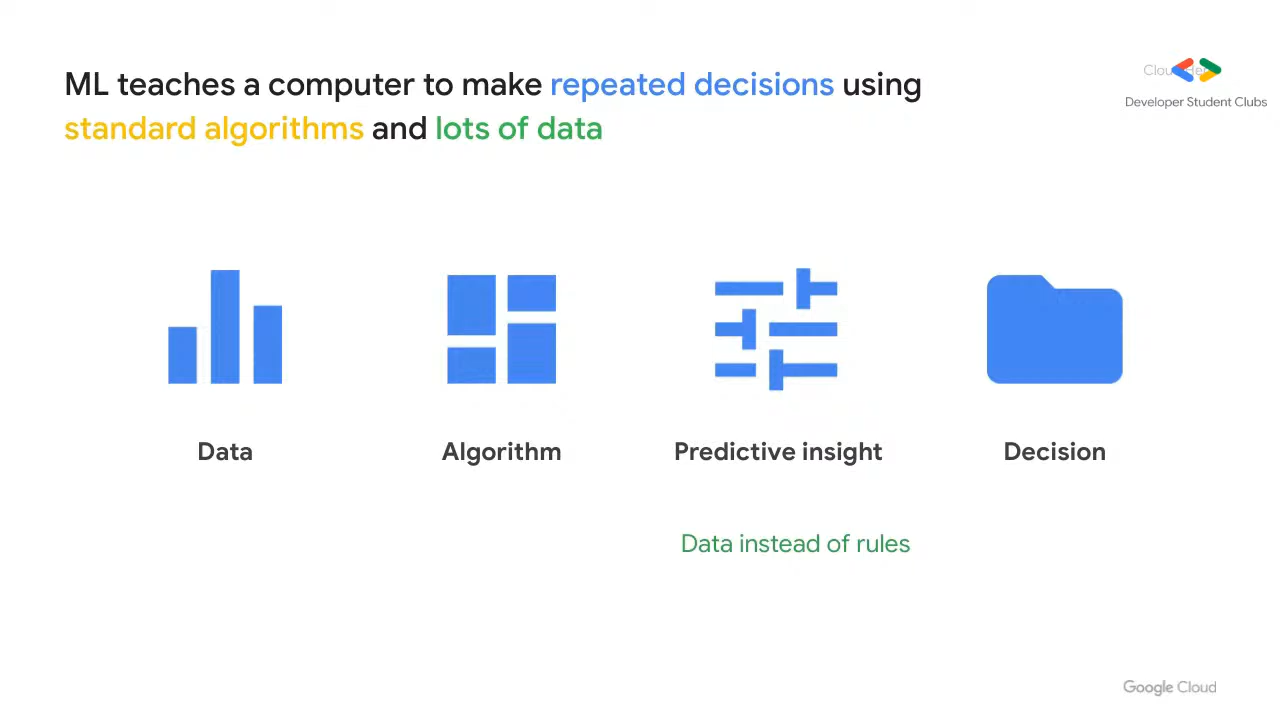 ML teaches a computer to make repeated decisions using
standard algorithms and lots of data
Developer Student Clubs
Data
Algorithm
Predictive insight
Decision
Data instead of rules
Google Cloud